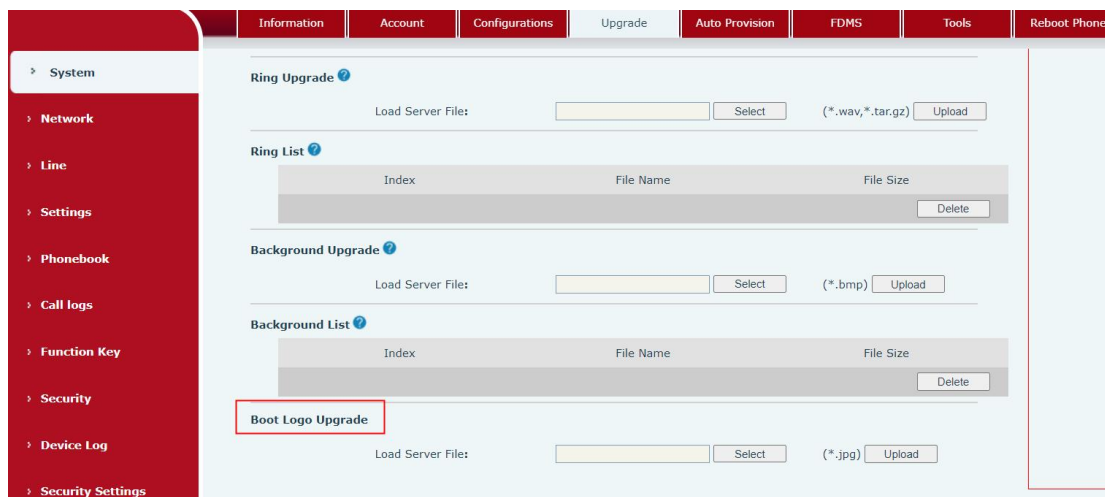 Information Account Configurations Upgrade Auto Provision FDMS Tools Reboot Phone
› System
› Network
› Line
› Settings
› Phonebook
› Call logs
› Function Key
› Security
› Device Log
› Security Settings
Ring Upgrade ?
Load Server File: Select (*.wav,*.tar.gz) Upload
Ring List ?
Index File Name File Size
Delete
Background Upgrade ?
Load Server File: Select (*.bmp) Upload
Background List ?
Index File Name File Size
Delete
Boot Logo Upgrade
Load Server File: Select (*.jpg) Upload